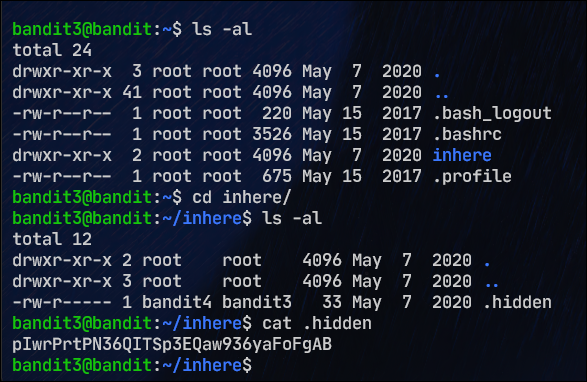 bandit3@bandit:~$ ls -al
total 24
drwxr-xr-x  3 root root 4096 May  7  2020 .
drwxr-xr-x 41 root root 4096 May  7  2020 ..
-rw-r--r--  1 root root  220 May 15  2017 .bash_logout
-rw-r--r--  1 root root 3526 May 15  2017 .bashrc
drwxr-xr-x  2 root root 4096 May  7  2020 inhere
-rw-r--r--  1 root root  675 May 15  2017 .profile
bandit3@bandit:~$ cd inhere/
bandit3@bandit:~/inhere$ ls -al
total 12
drwxr-xr-x 2 root    root    4096 May  7  2020 .
drwxr-xr-x 3 root    root    4096 May  7  2020 ..
-rw-r----- 1 bandit4 bandit3   33 May  7  2020 .hidden
bandit3@bandit:~/inhere$ cat .hidden
pIwrPrtPN36QITSp3EQaw936yaFoFgAB
bandit3@bandit:~/inhere$